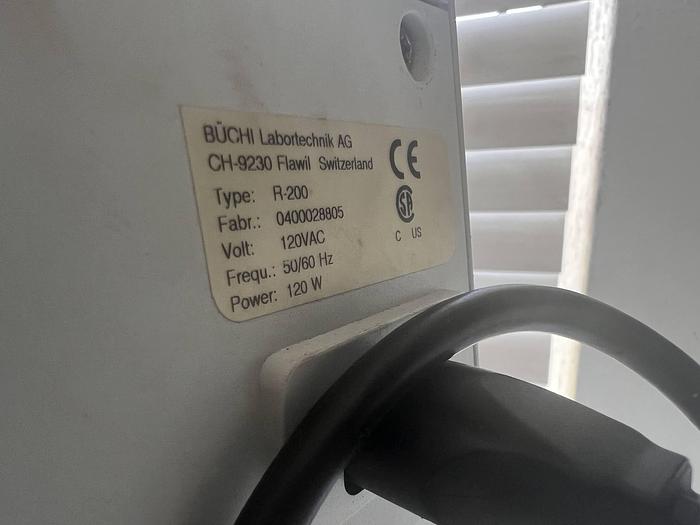 BÜCHI Labortechnik AG
CH-9230 Flawil Switzerland
Type: R-200
Fabr.: 0400028805
Volt: 120VAC
Frequ.: 50/60 Hz
Power: 120 W
CE
SA
C US